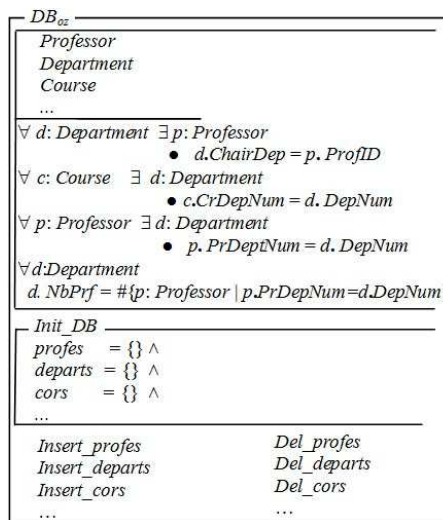 DBoz
Professor
Department
Course
...
∀ d: Department ∃ p: Professor
● d.ChairDep = p. ProfID
∀ c: Course ∃ d: Department
● c.CrDepNum = d. DepNum
∀ p: Professor ∃ d: Department
● p. PrDeptNum = d. DepNum
∀d:Department
d. NbPrf = #{p: Professor | p.PrDepNum=d.DepNum
Init_DB
profes = {} ∧
departs = {} ∧
cors = {} ∧
...
Insert_profes Del_profes
Insert_departs Del_departs
Insert_cors Del_cors
... ...